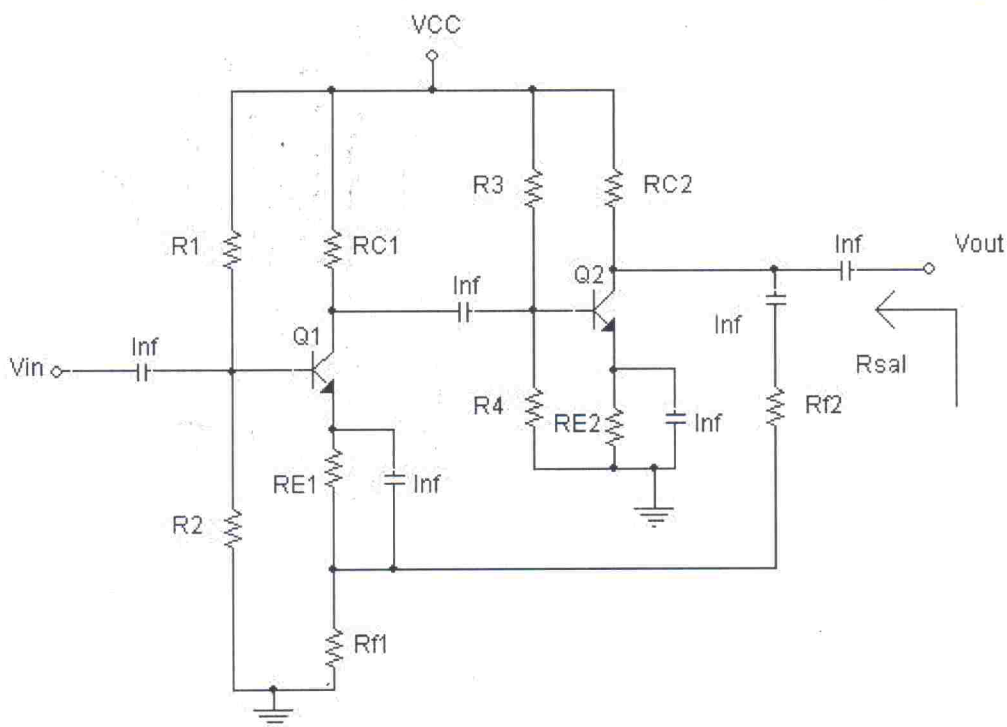 VCC
R3
RC2
R1
RC1
Inf
Vout
Q2
Inf
Inf
Q1
Inf
Vin
Rsal
R4
RE2
Inf
Rf2
RE1
Inf
R2
Rf1